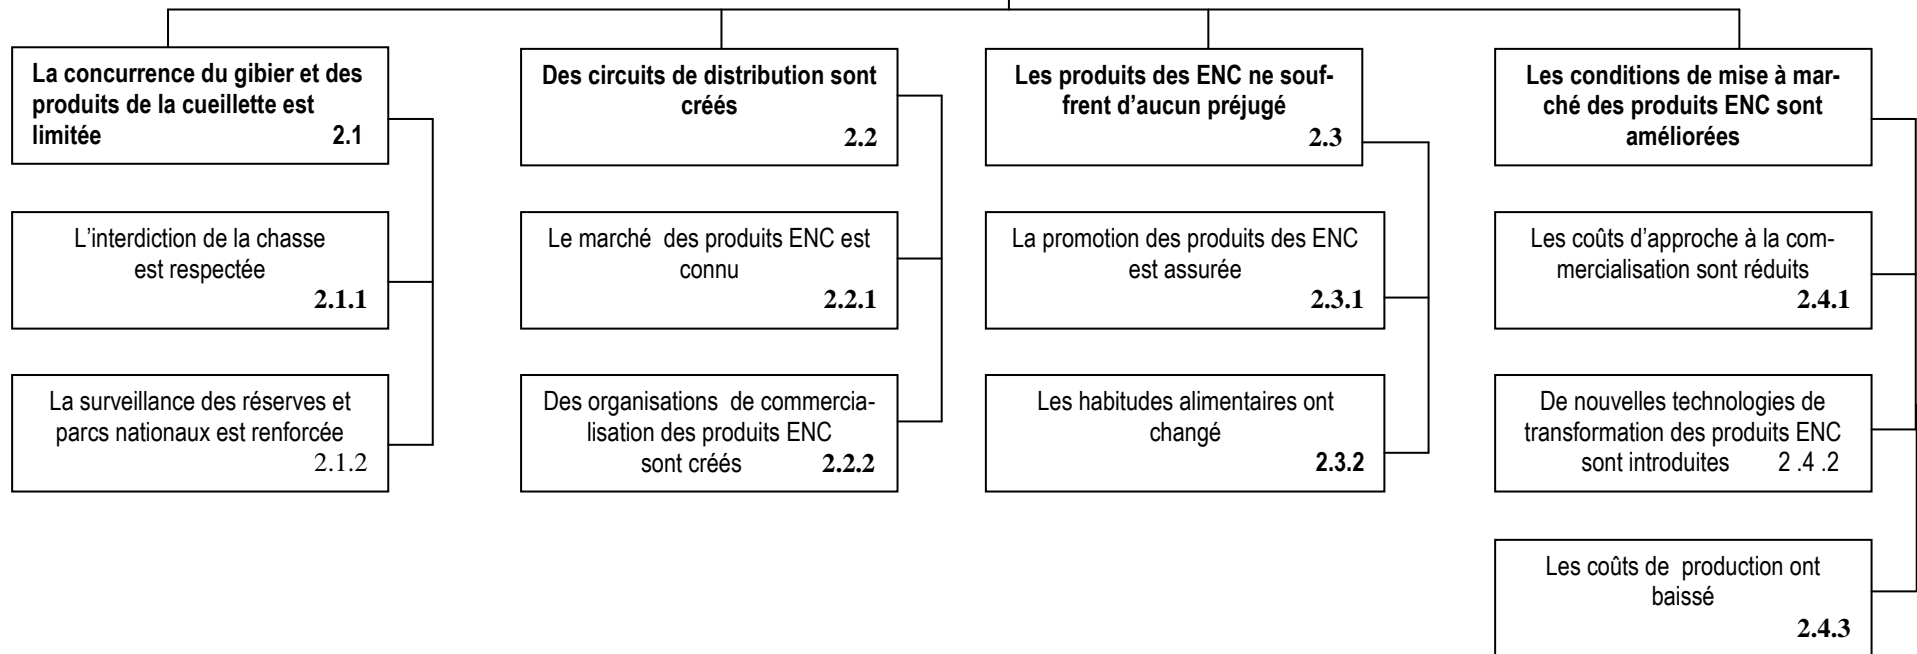 La concurrence du gibier et des
produits de la cueillette est
limitée 2.1
L'interdiction de la chasse
est respectée
2.1.1
La surveillance des réserves et
parcs nationaux est renforcée
2.1.2
Des circuits de distribution sont
créés
2.2
Le marché des produits ENC est
connu
2.2.1
Des organisations de commercia-
lisation des produits ENC
sont créés 2.2.2
Les produits des ENC ne souf-
frent d'aucun préjugé
2.3
La promotion des produits des ENC
est assurée
2.3.1
Les habitudes alimentaires ont
changé
2.3.2
Les conditions de mise à mar-
ché des produits ENC sont
améliorées
Les coûts d'approche à la com-
mercialisation sont réduits
2.4.1
De nouvelles technologies de
transformation des produits ENC
sont introduites 2 .4 .2
Les coûts de production ont
baissé
2.4.3